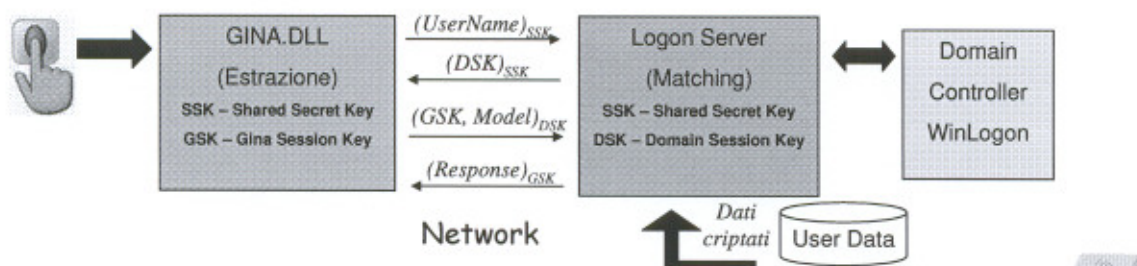 GINA.DLL
(Estrazione)
SSK – Shared Secret Key
GSK – Gina Session Key
(UserName)SSK
(DSK)SSK
(GSK, Model)DSK
(Response)GSK
Network
Logon Server
(Matching)
SSK – Shared Secret Key
DSK – Domain Session Key
Domain
Controller
WinLogon
Dati
criptati
User Data